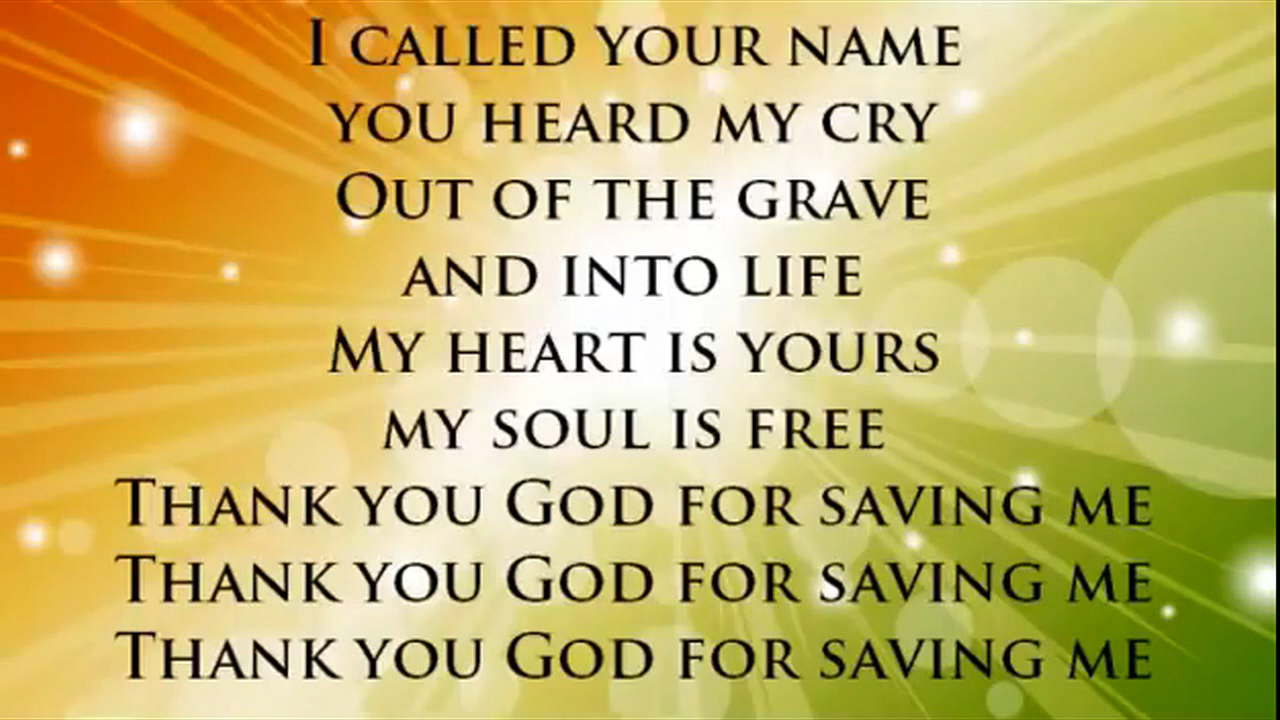 I called your name
you heard my cry
Out of the grave
and into life
My heart is yours
my soul is free
Thank you God for saving me
Thank you God for saving me
Thank you God for saving me